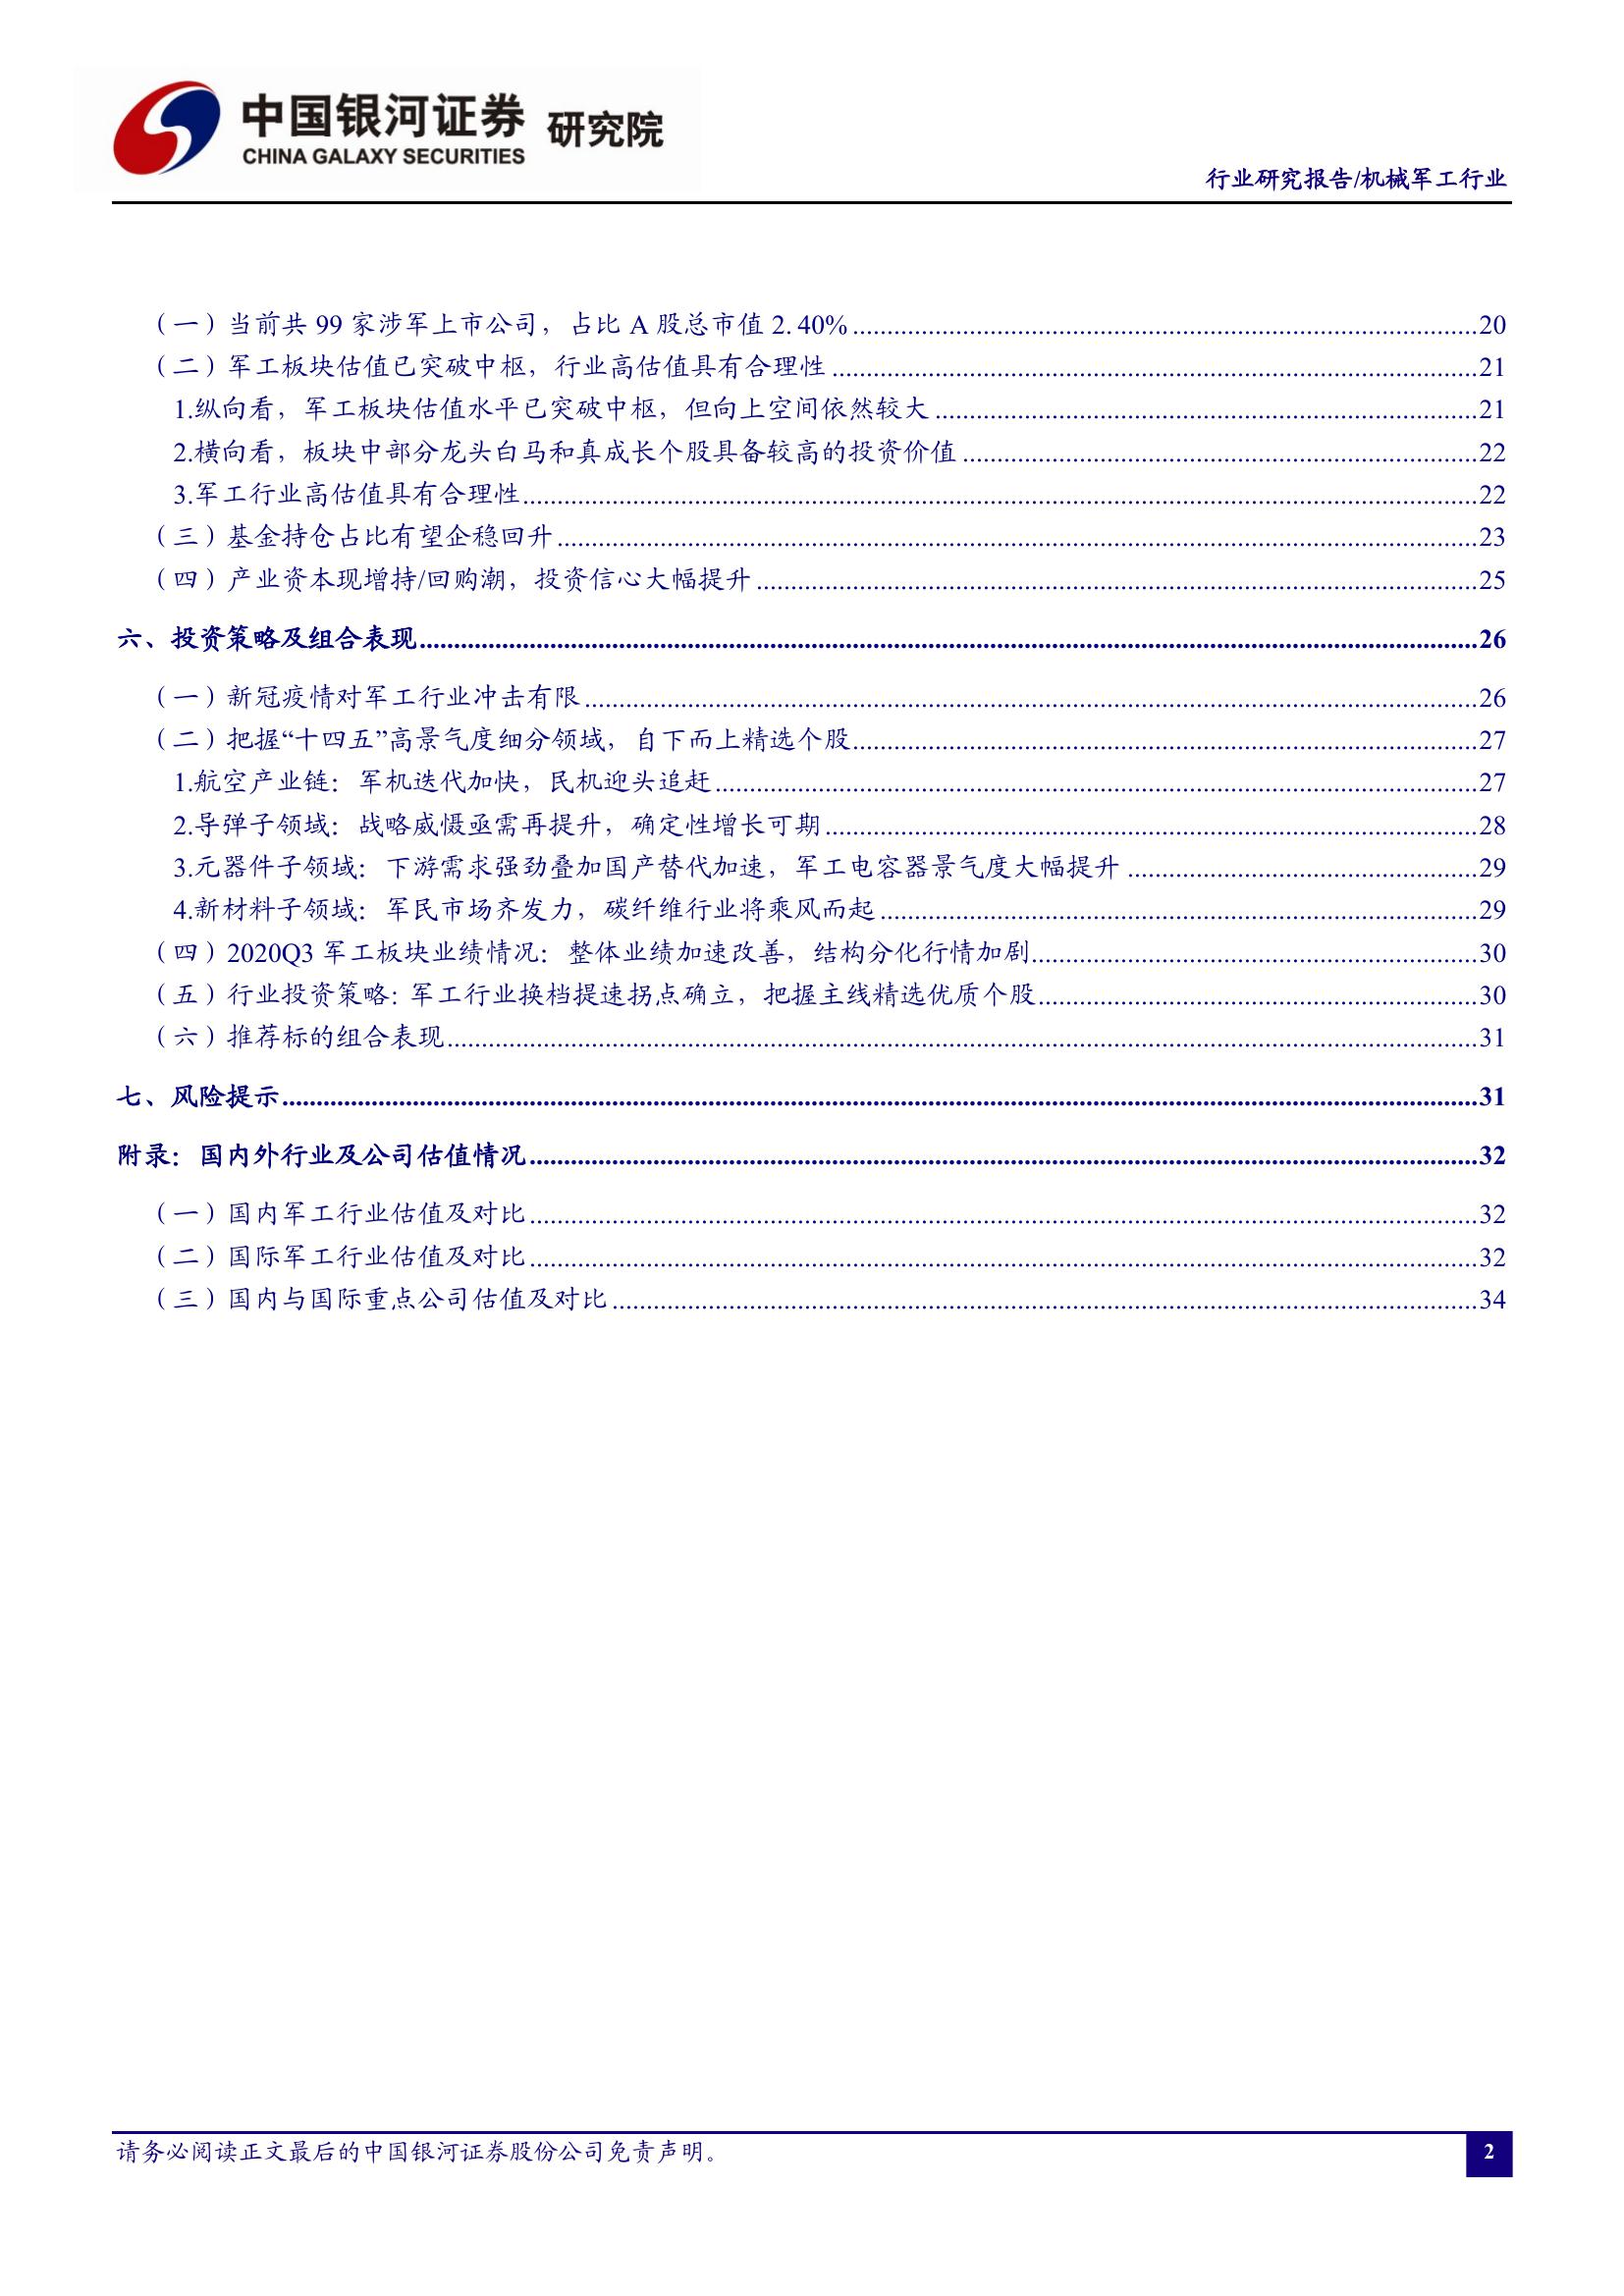 中国银河证券 研究院
CHINA GALAXY SECURITIES
行业研究报告/机械军工行业
（一）当前共 99 家涉军上市公司，占比 A 股总市值 2.40%........20
（二）军工板块估值已突破中枢，行业高估值具有合理性........21
1.纵向看，军工板块估值水平已突破中枢，但向上空间依然较大........21
2.横向看，板块中部分龙头白马和真成长个股具备较高的投资价值........22
3.军工行业高估值具有合理性........22
（三）基金持仓占比有望企稳回升........23
（四）产业资本现增持/回购潮，投资信心大幅提升........25
六、投资策略及组合表现........26
（一）新冠疫情对军工行业冲击有限........26
（二）把握“十四五”高景气度细分领域，自下而上精选个股........27
1.航空产业链：军机迭代加快，民机迎头追赶........27
2.导弹子领域：战略威慑亟需再提升，确定性增长可期........28
3.元器件子领域：下游需求强劲叠加国产替代加速，军工电容器景气度大幅提升........29
4.新材料子领域：军民市场齐发力，碳纤维行业将乘风而起........29
（四）2020Q3 军工板块业绩情况：整体业绩加速改善，结构分化行情加剧........30
（五）行业投资策略：军工行业换档提速拐点确立，把握主线精选优质个股........30
（六）推荐标的组合表现........31
七、风险提示........31
附录：国内外行业及公司估值情况........32
（一）国内军工行业估值及对比........32
（二）国际军工行业估值及对比........32
（三）国内与国际重点公司估值及对比........34
请务必阅读正文最后的中国银河证券股份公司免责声明。
2